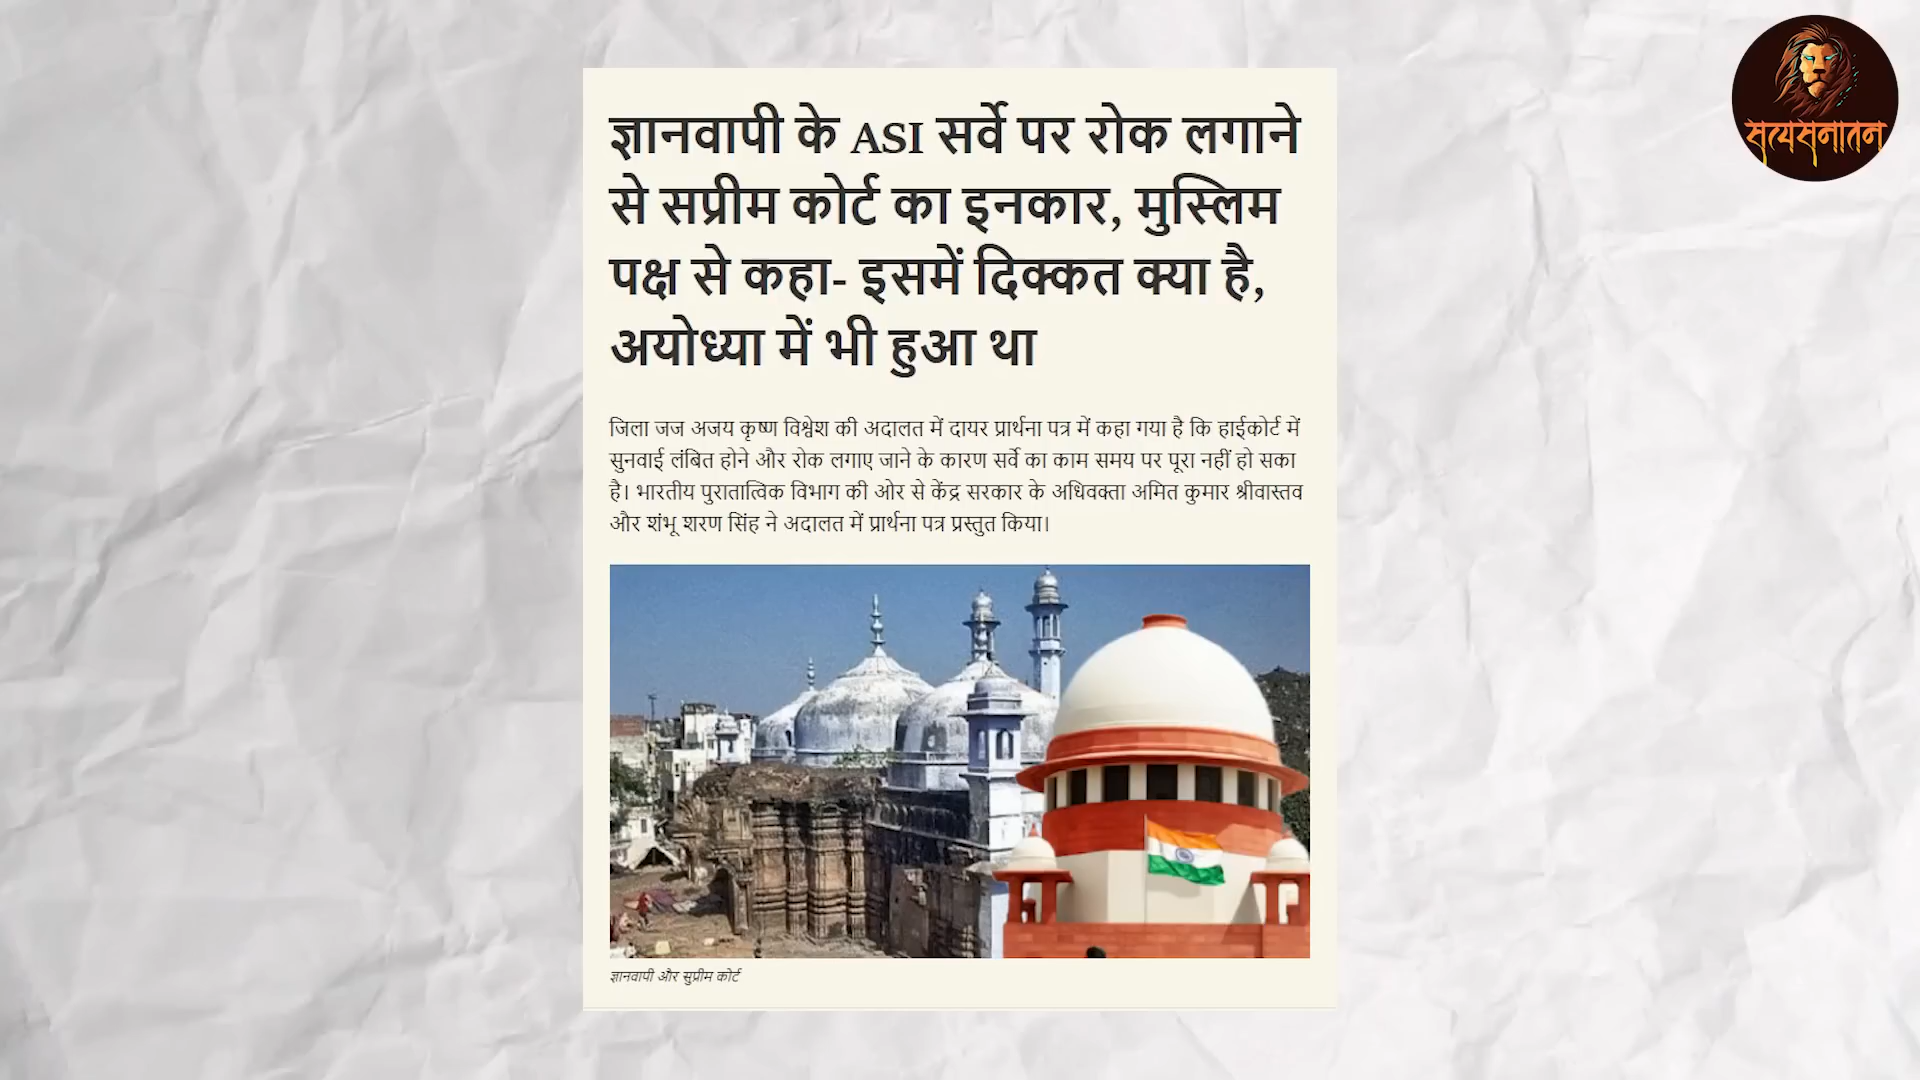 ज्ञानवापी के ASI सर्वे पर रोक लगाने
से सप्रीम कोर्ट का इनकार, मुस्लिम
पक्ष से कहा- इसमें दिक्कत क्या है,
अयोध्या में भी हुआ था
जिला जज अजय कृष्ण विश्वेश की अदालत में दायर प्रार्थना पत्र में कहा गया है कि हाईकोर्ट में
सुनवाई लंबित होने और रोक लगाए जाने के कारण सर्वे का काम समय पर पूरा नहीं हो सका
है। भारतीय पुरातात्विक विभाग की ओर से केंद्र सरकार के अधिवक्ता अमित कुमार श्रीवास्तव
और शंभू शरण सिंह ने अदालत में प्रार्थना पत्र प्रस्तुत किया।
ज्ञानवापी और सुप्रीम कोर्ट
सत्यसनातन